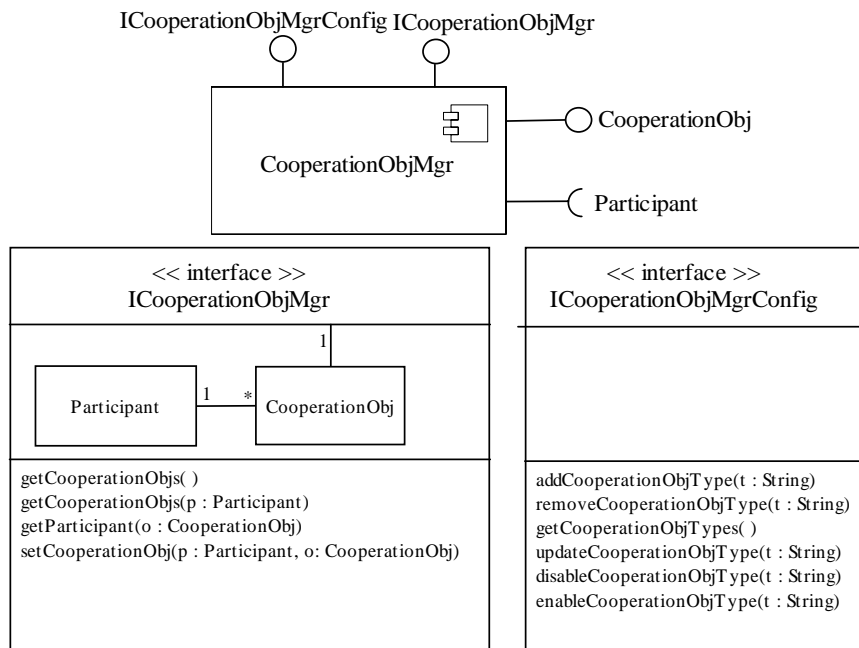 ICooperationObjMgrConfig ICooperationObjMgr
CooperationObj
CooperationObjMgr
Participant
<< interface >>
ICooperationObjMgr
1
Participant
1
*
CooperationObj
getCooperationObjs( )
getCooperationObjs(p : Participant)
getParticipant(o : CooperationObj)
setCooperationObj(p : Participant, o: CooperationObj)
<< interface >>
ICooperationObjMgrConfig
addCooperationObjType(t : String)
removeCooperationObjType(t : String)
getCooperationObjTypes( )
updateCooperationObjType(t : String)
disableCooperationObjType(t : String)
enableCooperationObjType(t : String)